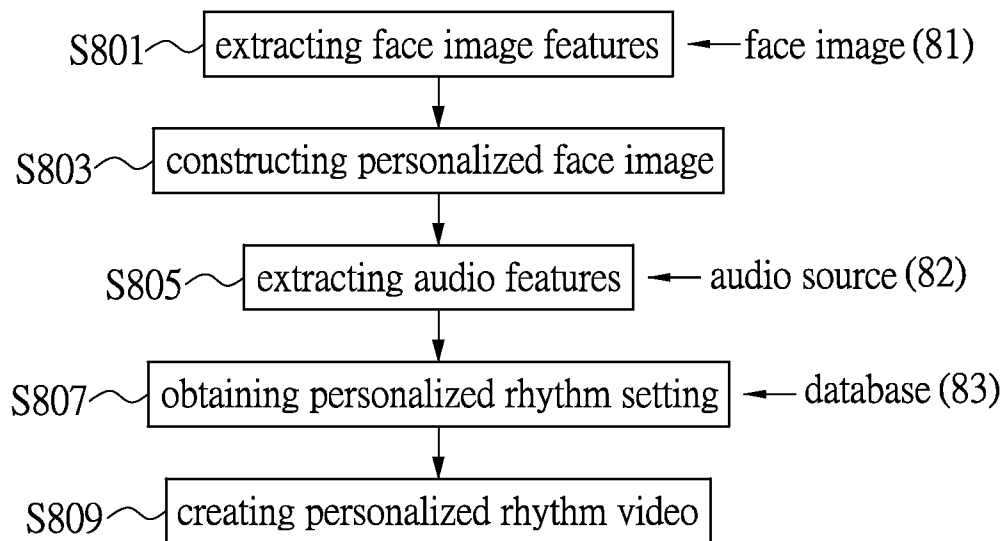 S801 extracting face image features face image (81)
S803 constructing personalized face image
S805 extracting audio features audio source (82)
S807 obtaining personalized rhythm setting database (83)
S809 creating personalized rhythm video